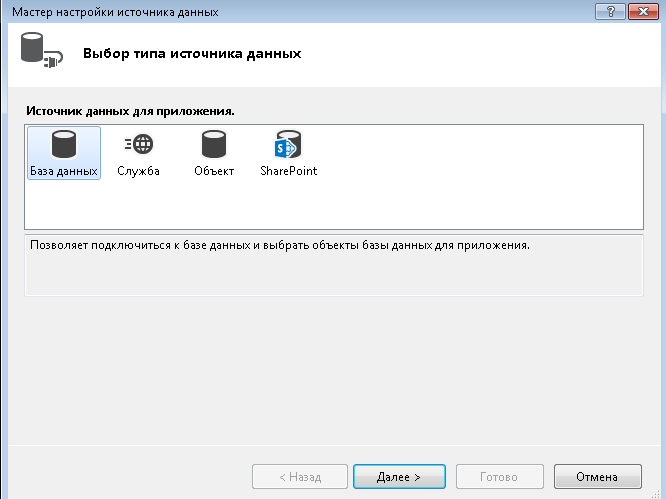 Мастер настройки источника данных
Выбор типа источника данных
Источник данных для приложения.
База данных Служба Объект SharePoint
Позволяет подключиться к базе данных и выбрать объекты базы данных для приложения.
< Назад Далее > Готово Отмена